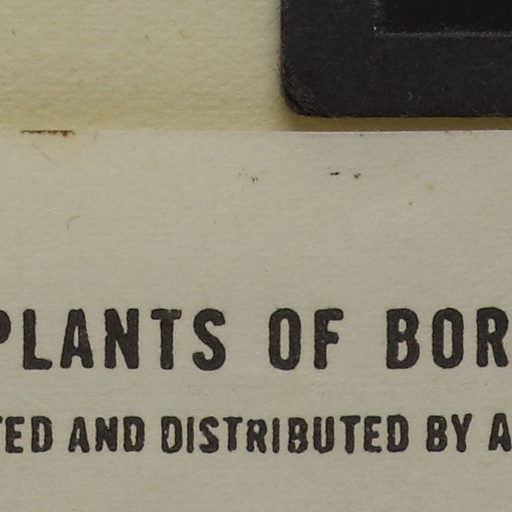 PLANTS OF BOR
TED AND DISTRIBUTED BY A